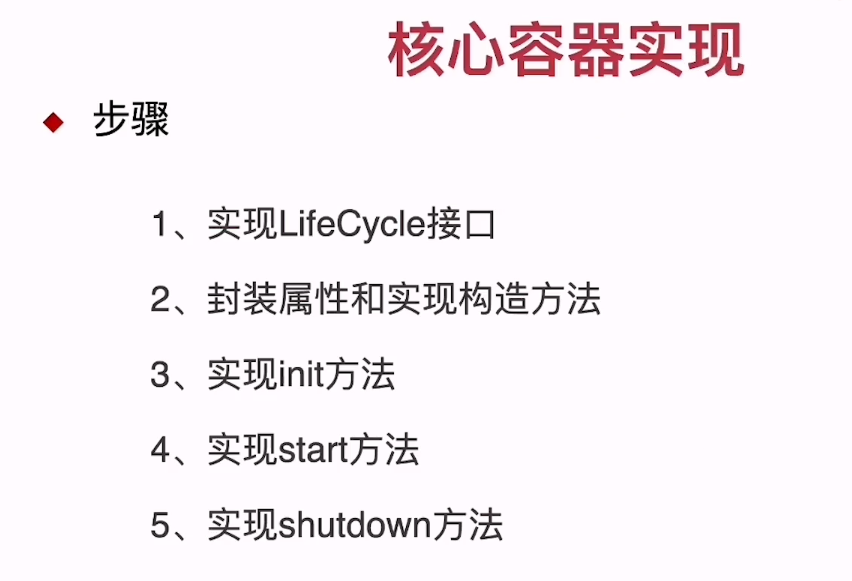 核心容器实现
步骤
1、实现LifeCycle接口
2、封装属性和实现构造方法
3、实现init方法
4、实现start方法
5、实现shutdown方法